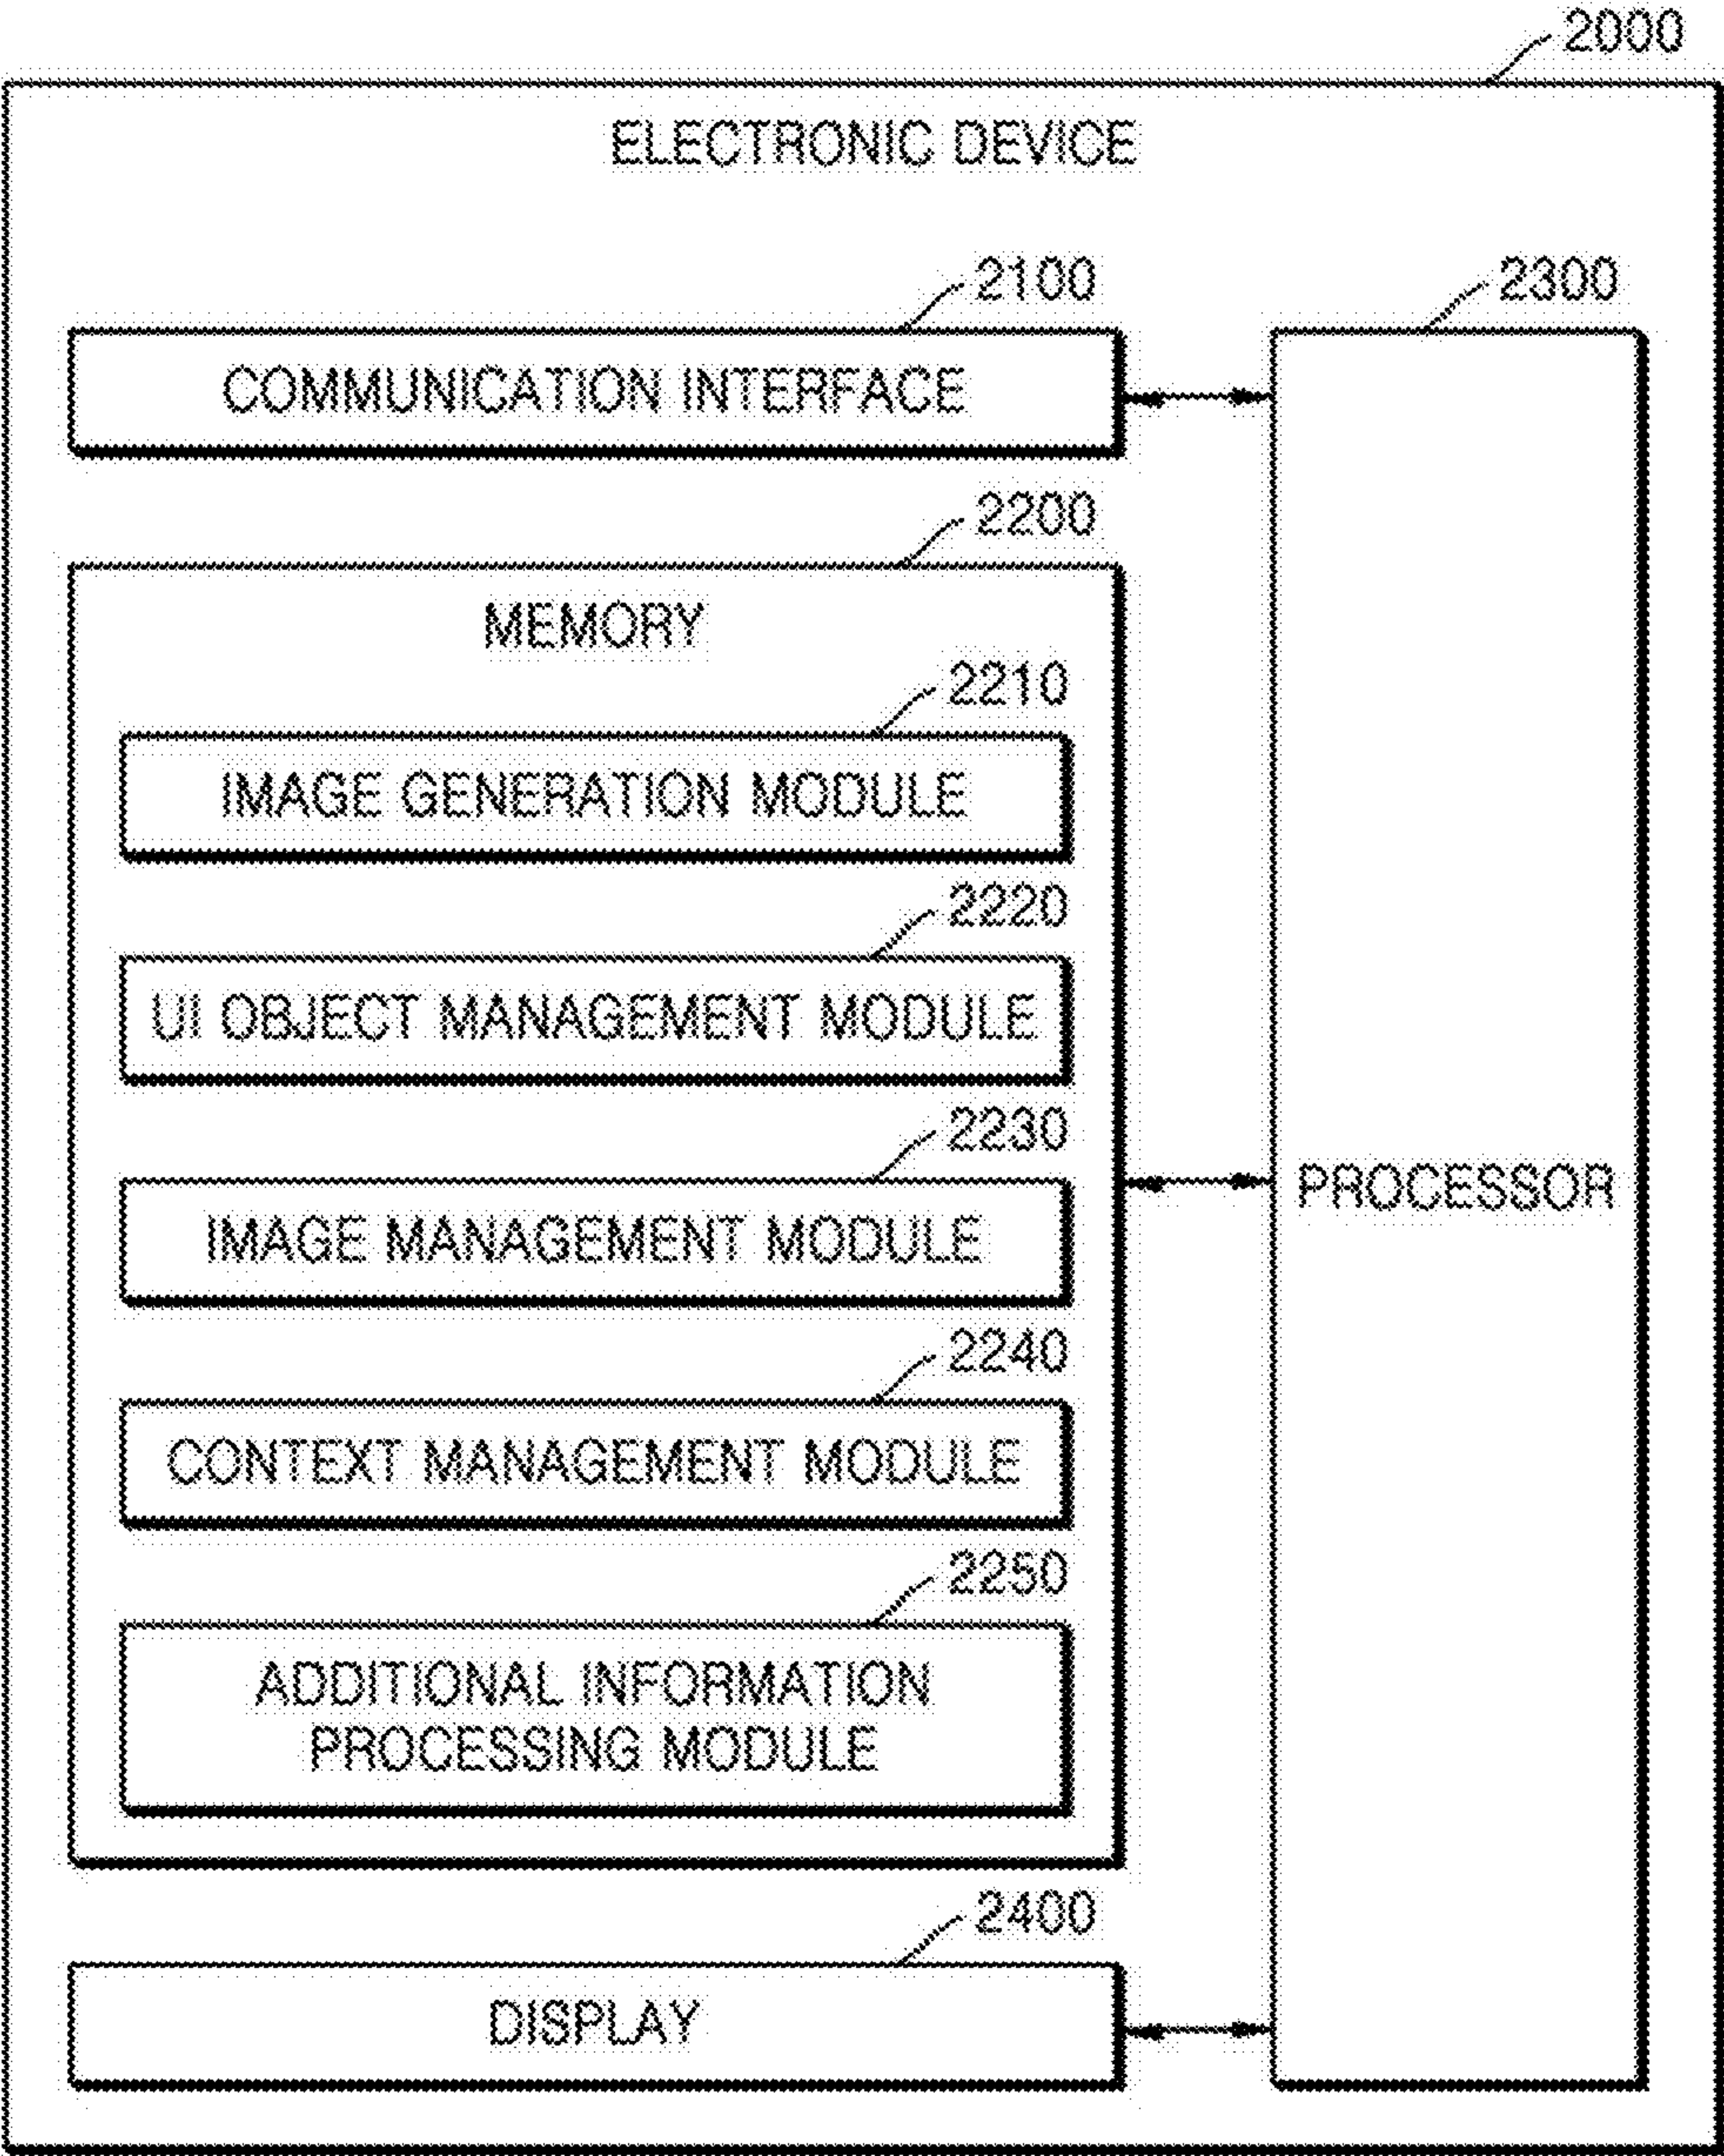 2000
ELECTRONIC DEVICE
2100
2300
COMMUNICATION INTERFACE
2200
MEMORY
2210
IMAGE GENERATION MODULE
2220
UI OBJECT MANAGEMENT MODULE
2230
IMAGE MANAGEMENT MODULE
PROCESSOR
2240
CONTEXT MANAGEMENT MODULE
2250
ADDITIONAL INFORMATION
PROCESSING MODULE
2400
DISPLAY